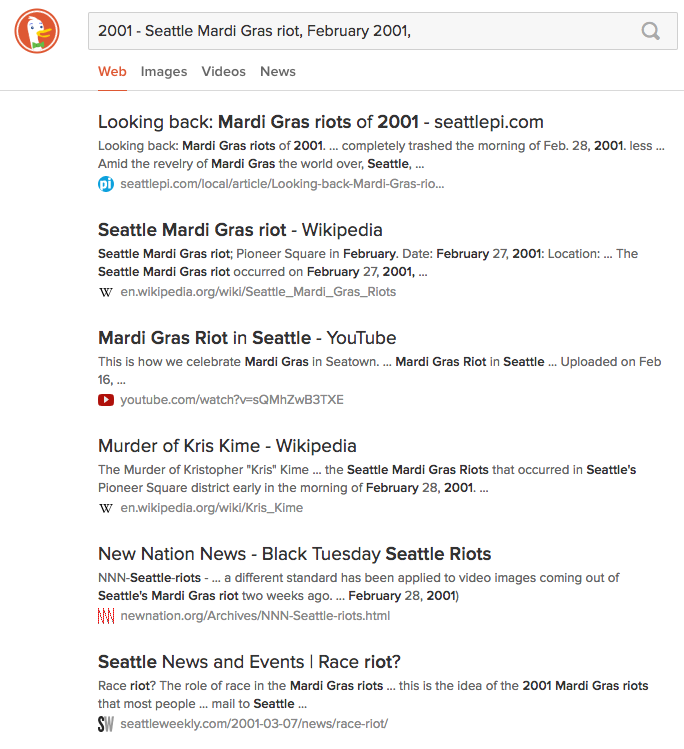 2001 - Seattle Mardi Gras riot, February 2001,
Web Images Videos News
Looking back: Mardi Gras riots of 2001 - seattlepi.com
Looking back: Mardi Gras riots of 2001. ... completely trashed the morning of Feb. 28, 2001. less ...
Amid the revelry of Mardi Gras the world over, Seattle, ...
pi seattlepi.com/local/article/Looking-back-Mardi-Gras-rio...
Seattle Mardi Gras riot - Wikipedia
Seattle Mardi Gras riot; Pioneer Square in February. Date: February 27, 2001: Location: ... The
Seattle Mardi Gras riot occurred on February 27, 2001, ...
W en.wikipedia.org/wiki/Seattle_Mardi_Gras_Riots
Mardi Gras Riot in Seattle - YouTube
This is how we celebrate Mardi Gras in Seatown. ... Mardi Gras Riot in Seattle ... Uploaded on Feb
16, ...
youtube.com/watch?v=sQMhZwB3TXE
Murder of Kris Kime - Wikipedia
The Murder of Kristopher "Kris" Kime ... the Seattle Mardi Gras Riots that occurred in Seattle's
Pioneer Square district early in the morning of February 28, 2001. ...
W en.wikipedia.org/wiki/Kris_Kime
New Nation News - Black Tuesday Seattle Riots
NNN-Seattle-riots - ... a different standard has been applied to video images coming out of
Seattle's Mardi Gras riot two weeks ago. ... February 28, 2001)
NNN newnation.org/Archives/NNN-Seattle-riots.html
Seattle News and Events | Race riot?
Race riot? The role of race in the Mardi Gras riots ... this is the idea of the 2001 Mardi Gras riots
that most people ... mail to Seattle ...
SW seattleweekly.com/2001-03-07/news/race-riot/